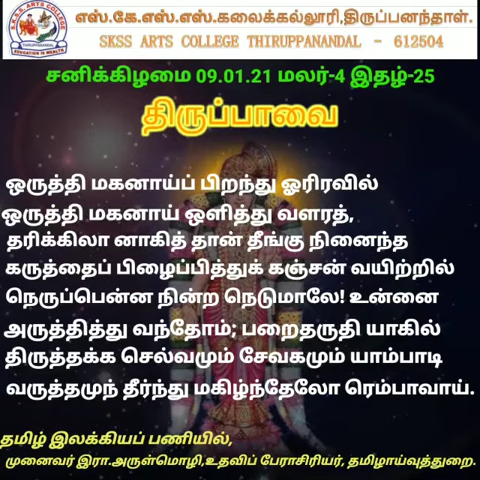 எஸ்.கே.எஸ்.எஸ்.கலைக்கல்லூரி,திருப்பனந்தாள்.
SKSS ARTS COLLEGE THIRUPPANANDAL - 612504
சனிக்கிழமை 09.01.21 மலர்-4 இதழ்-25
திருப்பாவை
ஒருத்தி மகனாய்ப் பிறந்து ஓரிரவில்
ஒருத்தி மகனாய் ஒளித்து வளரத்,
தரிக்கிலா னாகித் தான் தீங்கு நினைந்த
கருத்தைப் பிழைப்பித்துக் கஞ்சன் வயிற்றில்
நெருப்பென்ன நின்ற நெடுமாலே! உன்னை
அருத்தித்து வந்தோம்; பறைதருதி யாகில்
திருத்தக்க செல்வமும் சேவகமும் யாம்பாடி
வருத்தமுந் தீர்ந்து மகிழ்ந்தேலோ ரெம்பாவாய்.
தமிழ் இலக்கியப் பணியில்,
முனைவர் இரா.அருள்மொழி,உதவிப் பேராசிரியர், தமிழாய்வுத்துறை.